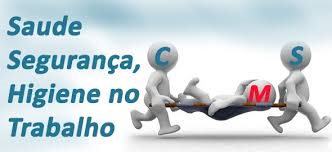 Saude
Segurança,
Higiene no
Trabalho
C
M
S